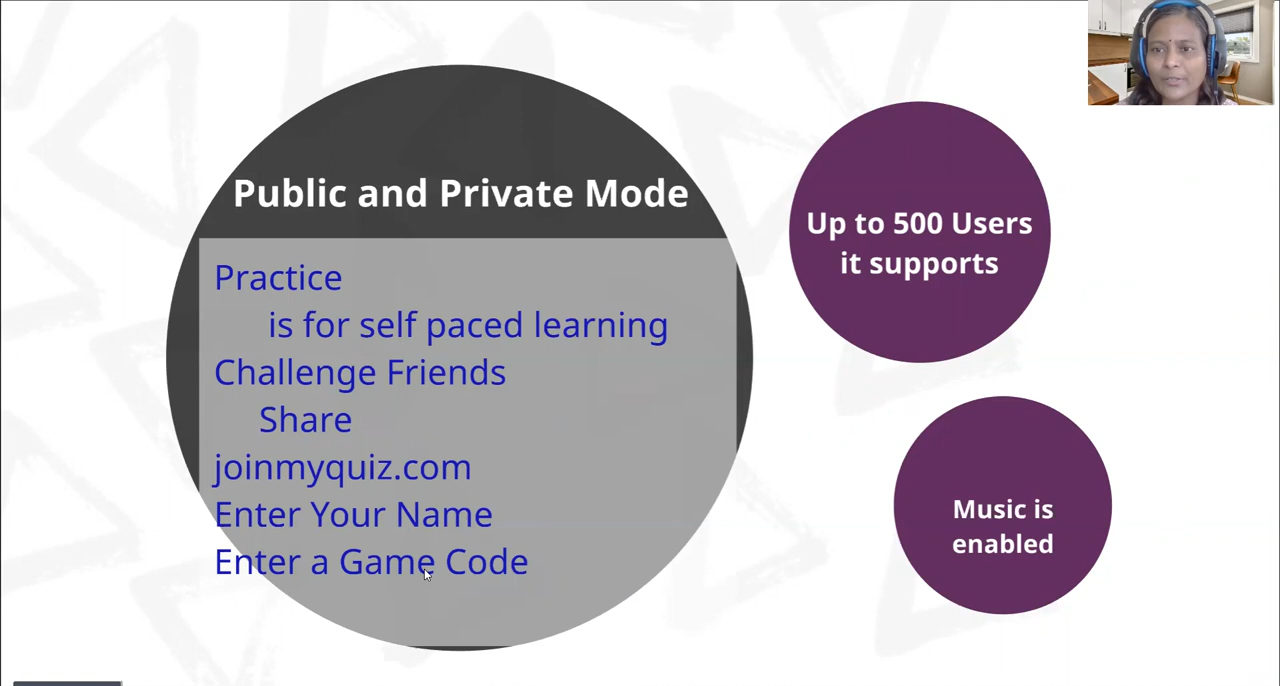 Public and Private Mode
Practice
is for self paced learning
Challenge Friends
Share
joinmyquiz.com
Enter Your Name
Enter a Game Code
Up to 500 Users
it supports
Music is
enabled